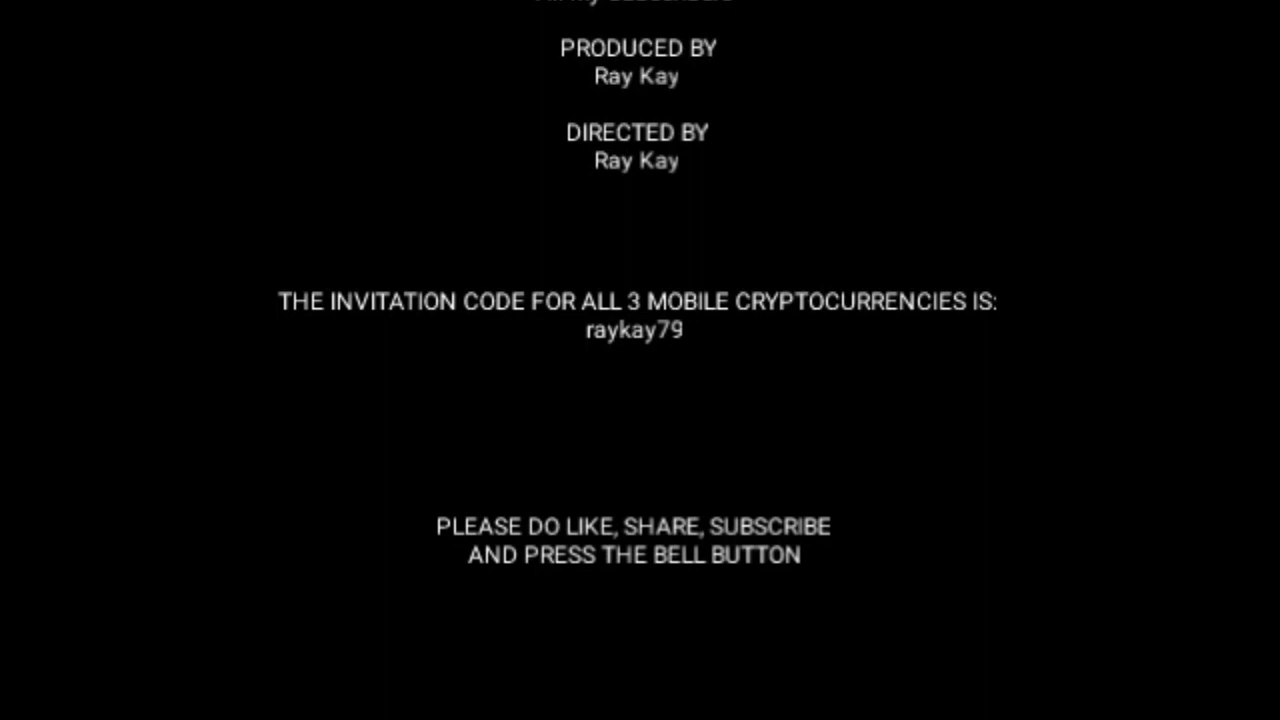 PRODUCED BY
Ray Kay
DIRECTED BY
Ray Kay
THE INVITATION CODE FOR ALL 3 MOBILE CRYPTOCURRENCIES IS:
raykay79
PLEASE DO LIKE, SHARE, SUBSCRIBE
AND PRESS THE BELL BUTTON